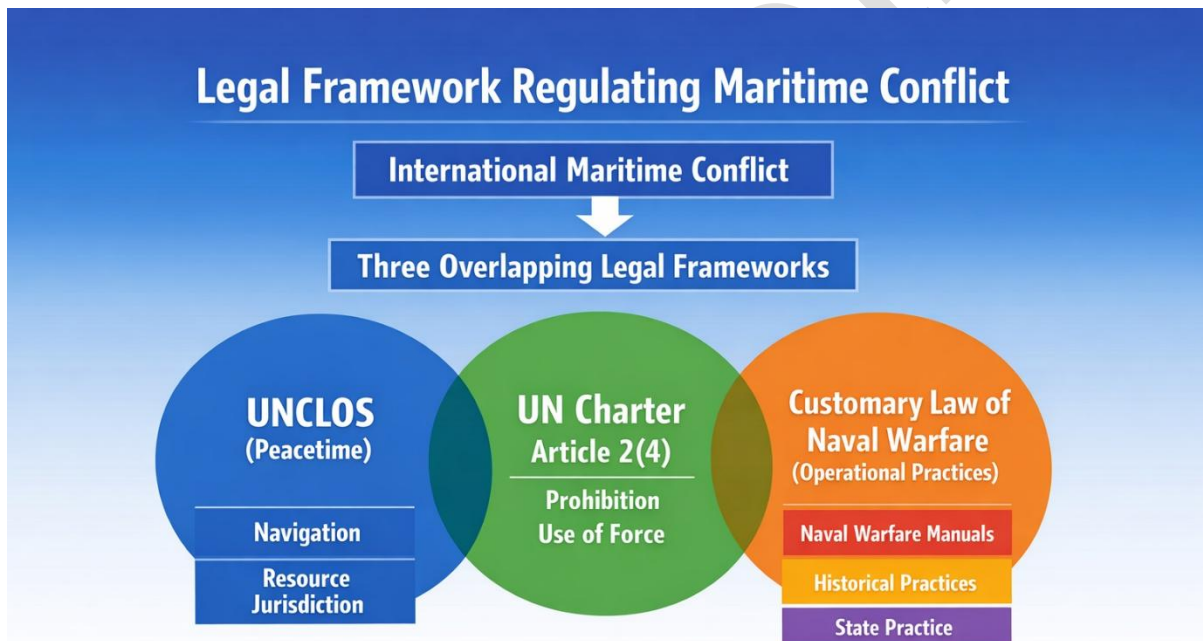 Legal Framework Regulating Maritime Conflict
International Maritime Conflict
Three Overlapping Legal Frameworks
UNCLOS
(Peacetime)
Navigation
Resource
Jurisdiction
UN Charter
Article 2(4)
Prohibition
Use of Force
Customary Law of
Naval Warfare
(Operational Practices)
Naval Warfare Manuals
Historical Practices
State Practice